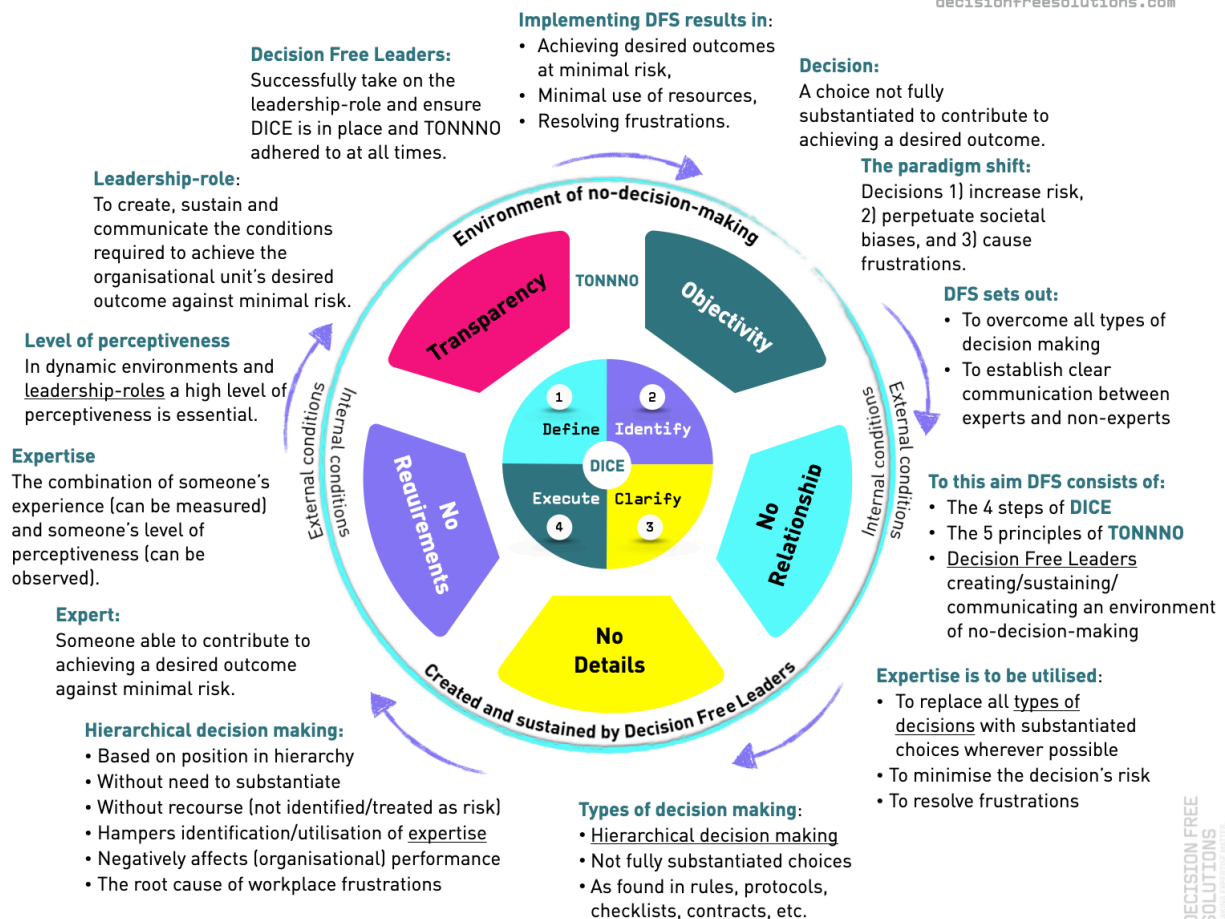 decisionfreesolutions.com
Implementing DFS results in:
• Achieving desired outcomes
at minimal risk,
• Minimal use of resources,
• Resolving frustrations.
Decision Free Leaders:
Successfully take on the
leadership-role and ensure
DICE is in place and TONNNO
adhered to at all times.
Decision:
A choice not fully
substantiated to contribute to
achieving a desired outcome.
The paradigm shift:
Decisions 1) increase risk,
2) perpetuate societal
biases, and 3) cause
frustrations.
Leadership-role:
To create, sustain and
communicate the conditions
required to achieve the
organisational unit's desired
outcome against minimal risk.
DFS sets out:
• To overcome all types of
decision making
• To establish clear
communication between
experts and non-experts
Level of perceptiveness
In dynamic environments and
leadership-roles a high level of
perceptiveness is essential.
Expertise
The combination of someone's
experience (can be measured)
and someone's level of
perceptiveness (can be
observed).
To this aim DFS consists of:
• The 4 steps of DICE
• The 5 principles of TONNNO
• Decision Free Leaders
creating/sustaining/
communicating an environment
of no-decision-making
Expert:
Someone able to contribute to
achieving a desired outcome
against minimal risk.
Expertise is to be utilised:
• To replace all types of
decisions with substantiated
choices wherever possible
• To minimise the decision's risk
• To resolve frustrations
Hierarchical decision making:
• Based on position in hierarchy
• Without need to substantiate
• Without recourse (not identified/treated as risk)
• Hampers identification/utilisation of expertise
• Negatively affects (organisational) performance
• The root cause of workplace frustrations
Types of decision making:
• Hierarchical decision making
• Not fully substantiated choices
• As found in rules, protocols,
checklists, contracts, etc.
Environment of no-decision-making
TONNNO
Transparency
Objectivity
External conditions
Internal conditions
Internal conditions
External conditions
1
Define
2
Identify
DICE
Execute
4
Clarify
3
No
Requirements
No
Relationship
No
Details
Created and sustained by Decision Free Leaders
DECISION FREE
SOLUTIONS